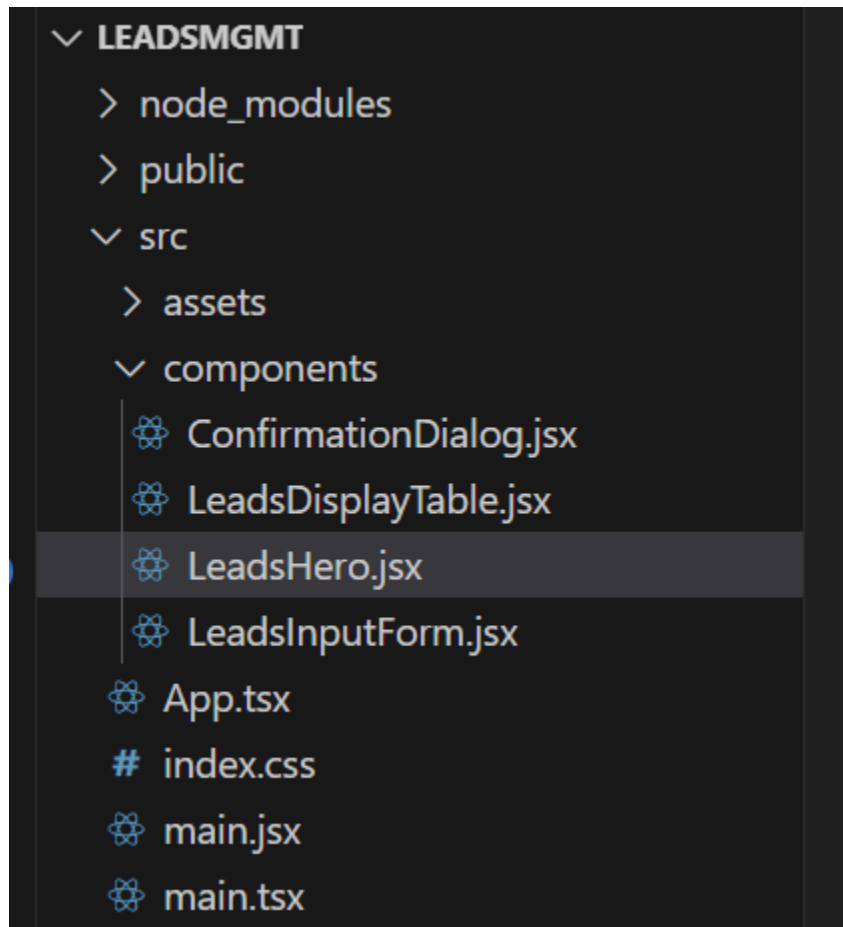 LEADSMGMT
node_modules
public
src
assets
components
ConfirmationDialog.jsx
LeadsDisplayTable.jsx
LeadsHero.jsx
LeadsInputForm.jsx
App.tsx
# index.css
main.jsx
main.tsx